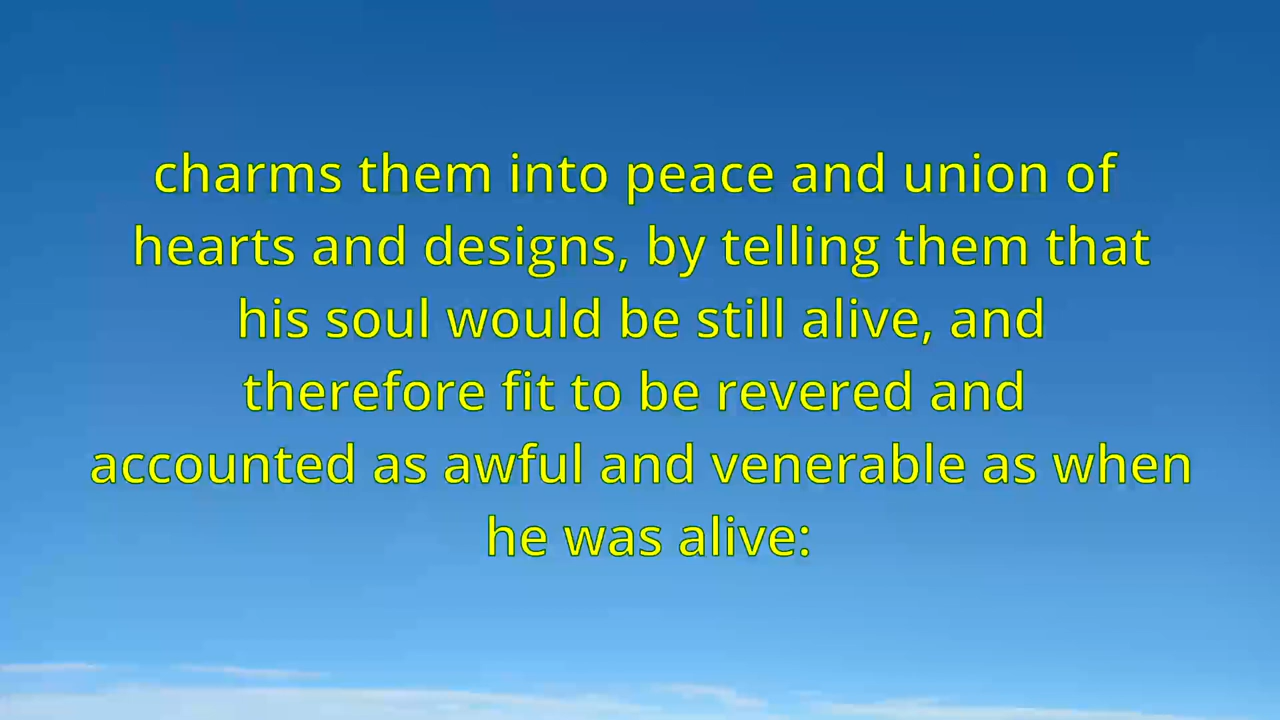 charms them into peace and union of
hearts and designs, by telling them that
his soul would be still alive, and
therefore fit to be revered and
accounted as awful and venerable as when
he was alive: